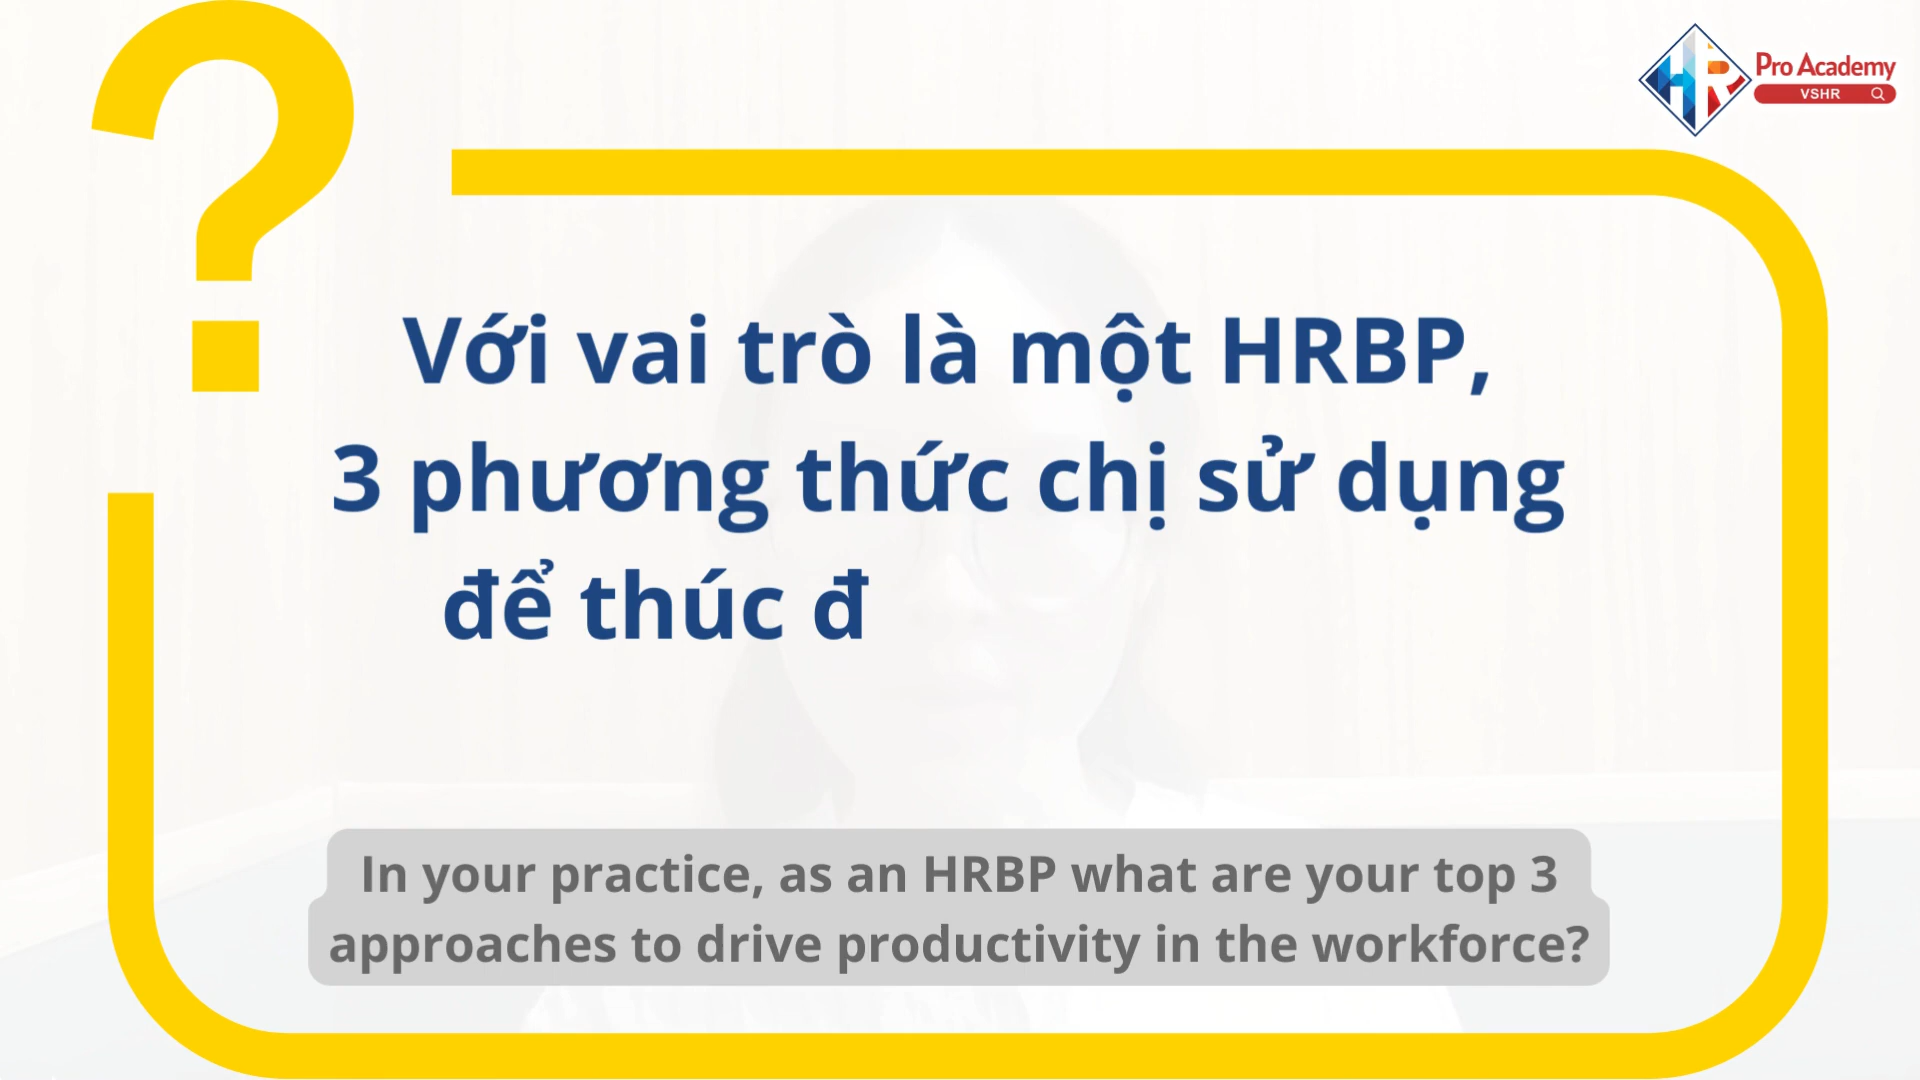 HR Pro Academy
VSHR
Với vai trò là một HRBP,
3 phương thức chị sử dụng
để thúc đ
In your practice, as an HRBP what are your top 3
approaches to drive productivity in the workforce?